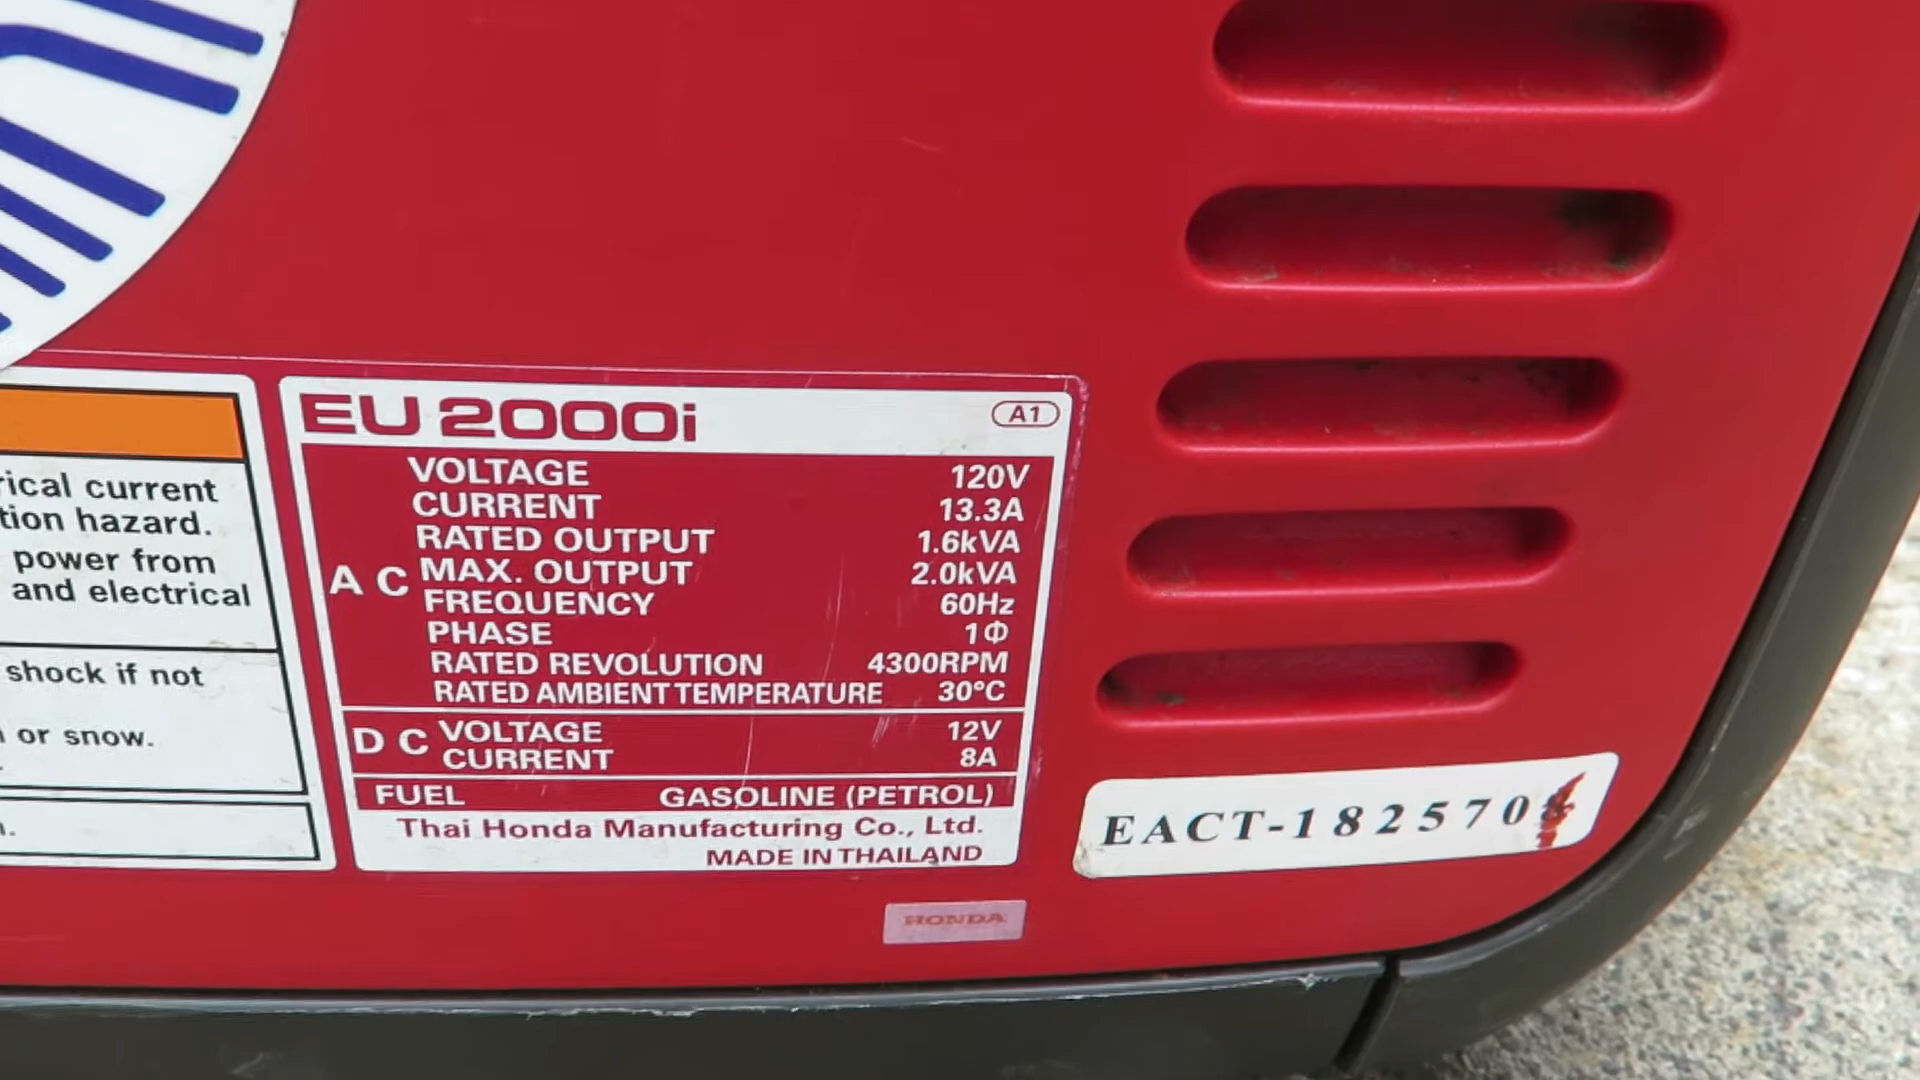 rical current
tion hazard.
power from
and electrical
shock if not
or snow.
EU 2000i A1
AC
VOLTAGE 120V
CURRENT 13.3A
RATED OUTPUT 1.6kVA
MAX. OUTPUT 2.0kVA
FREQUENCY 60Hz
PHASE 1Φ
RATED REVOLUTION 4300RPM
RATED AMBIENT TEMPERATURE 30°C
DC
VOLTAGE 12V
CURRENT 8A
FUEL GASOLINE (PETROL)
Thai Honda Manufacturing Co., Ltd.
MADE IN THAILAND
EACT-182570
HONDA